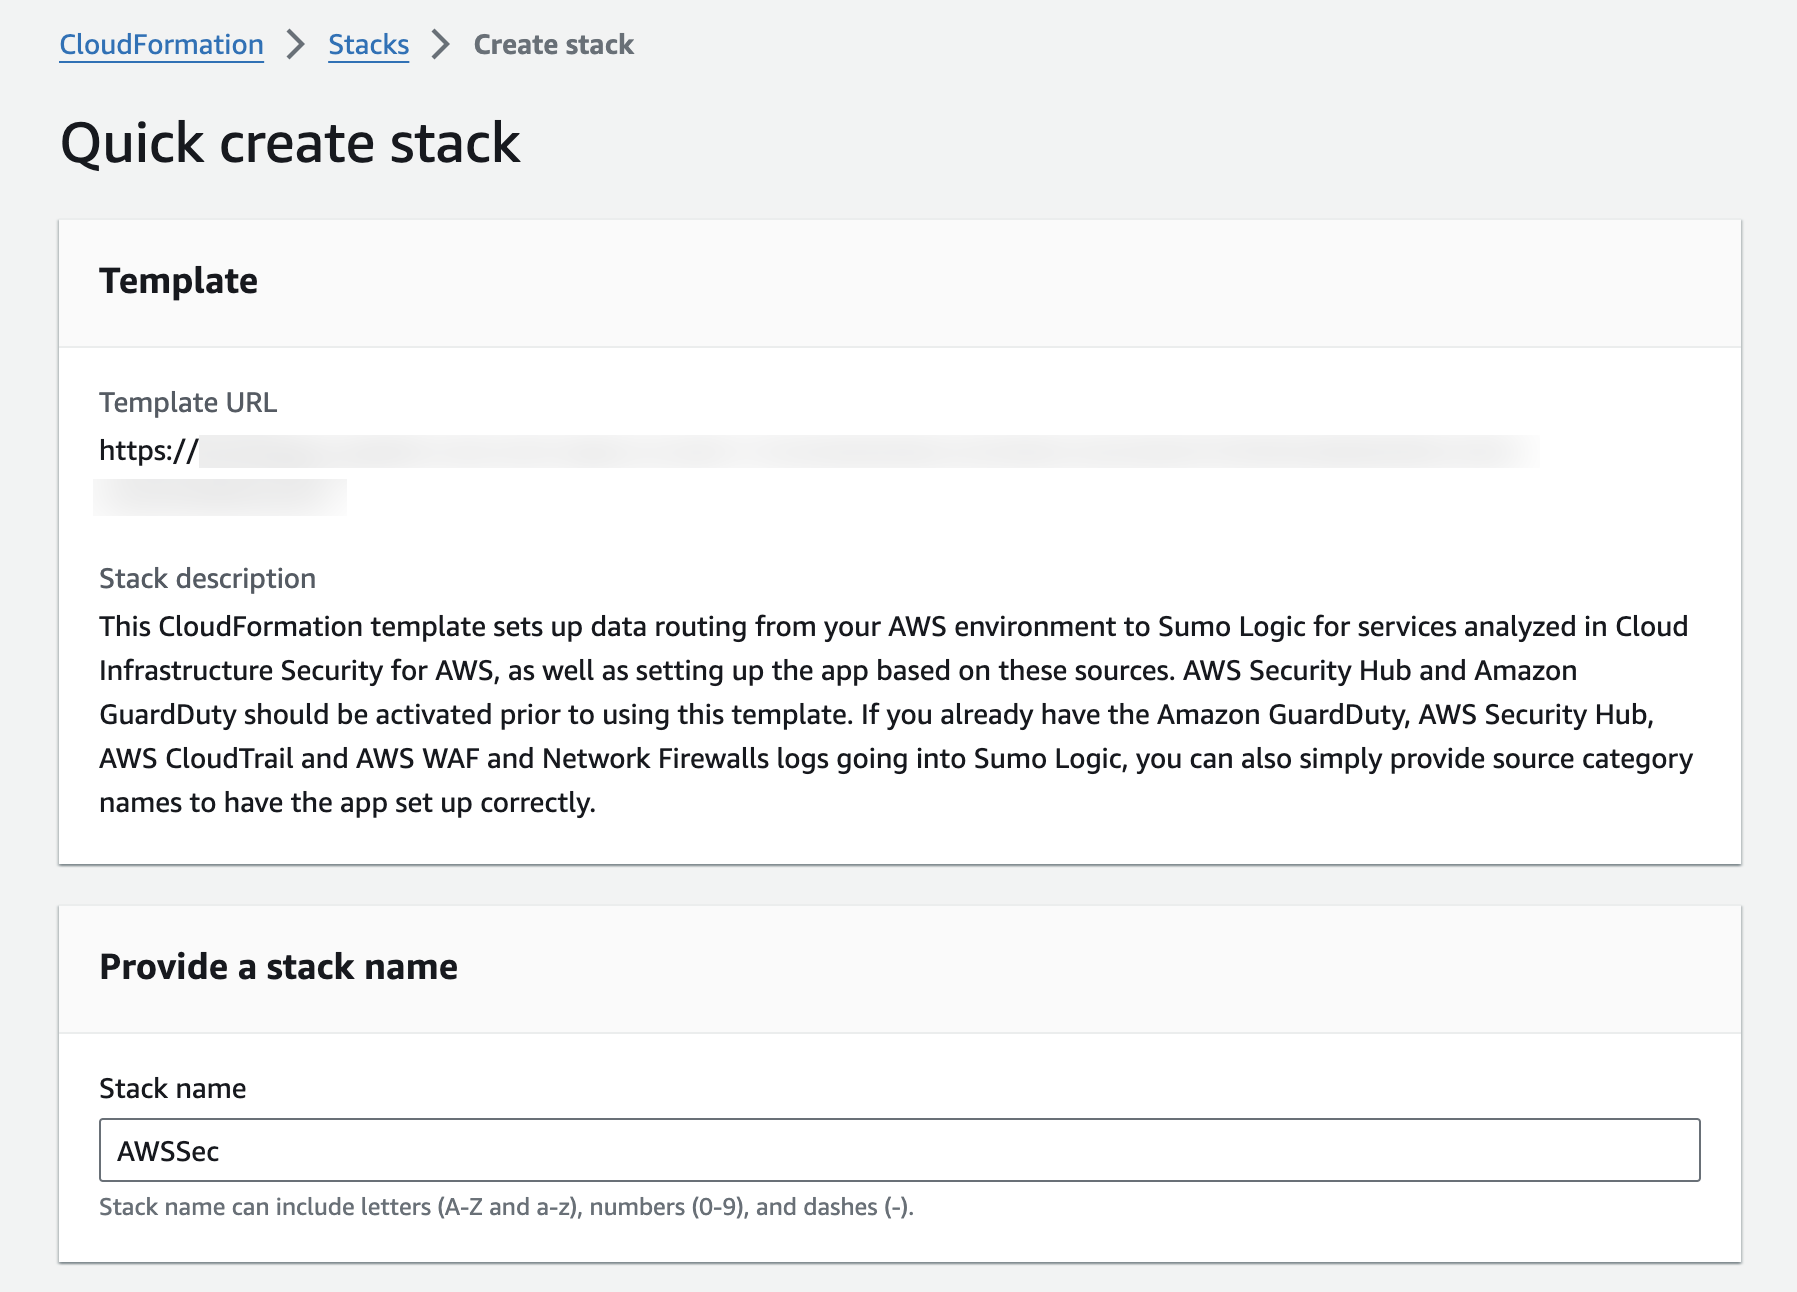 CloudFormation > Stacks > Create stack
Quick create stack
Template
Template URL
https://
Stack description
This CloudFormation template sets up data routing from your AWS environment to Sumo Logic for services analyzed in Cloud
Infrastructure Security for AWS, as well as setting up the app based on these sources. AWS Security Hub and Amazon
GuardDuty should be activated prior to using this template. If you already have the Amazon GuardDuty, AWS Security Hub,
AWS CloudTrail and AWS WAF and Network Firewalls logs going into Sumo Logic, you can also simply provide source category
names to have the app set up correctly.
Provide a stack name
Stack name
AWSSec
Stack name can include letters (A-Z and a-z), numbers (0-9), and dashes (-).